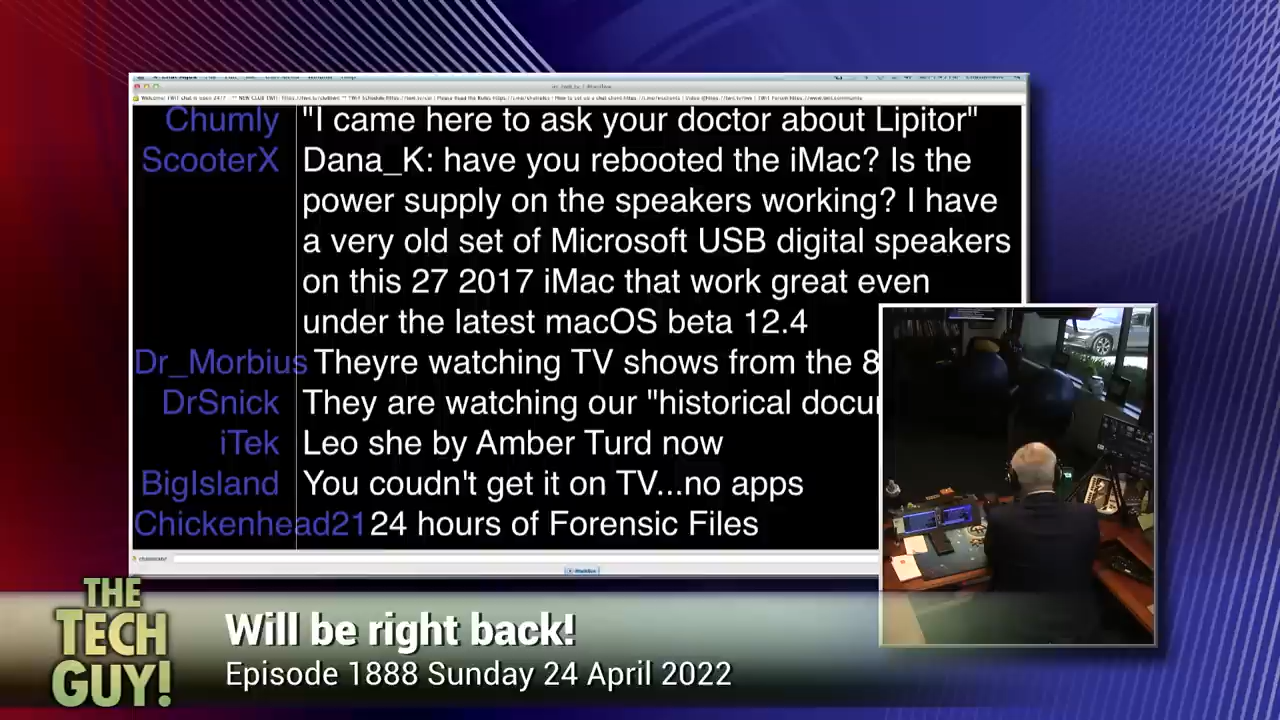 Chumly "I came here to ask your doctor about Lipitor"
ScooterX Dana_K: have you rebooted the iMac? Is the
power supply on the speakers working? I have
a very old set of Microsoft USB digital speakers
on this 27 2017 iMac that work great even
under the latest macOS beta 12.4
Dr_Morbius Theyre watching TV shows from the 8
DrSnick They are watching our "historical docu
iTek Leo she by Amber Turd now
BigIsland You coudn't get it on TV...no apps
Chickenhead21 24 hours of Forensic Files
THE
TECH
GUY!
Will be right back!
Episode 1888 Sunday 24 April 2022